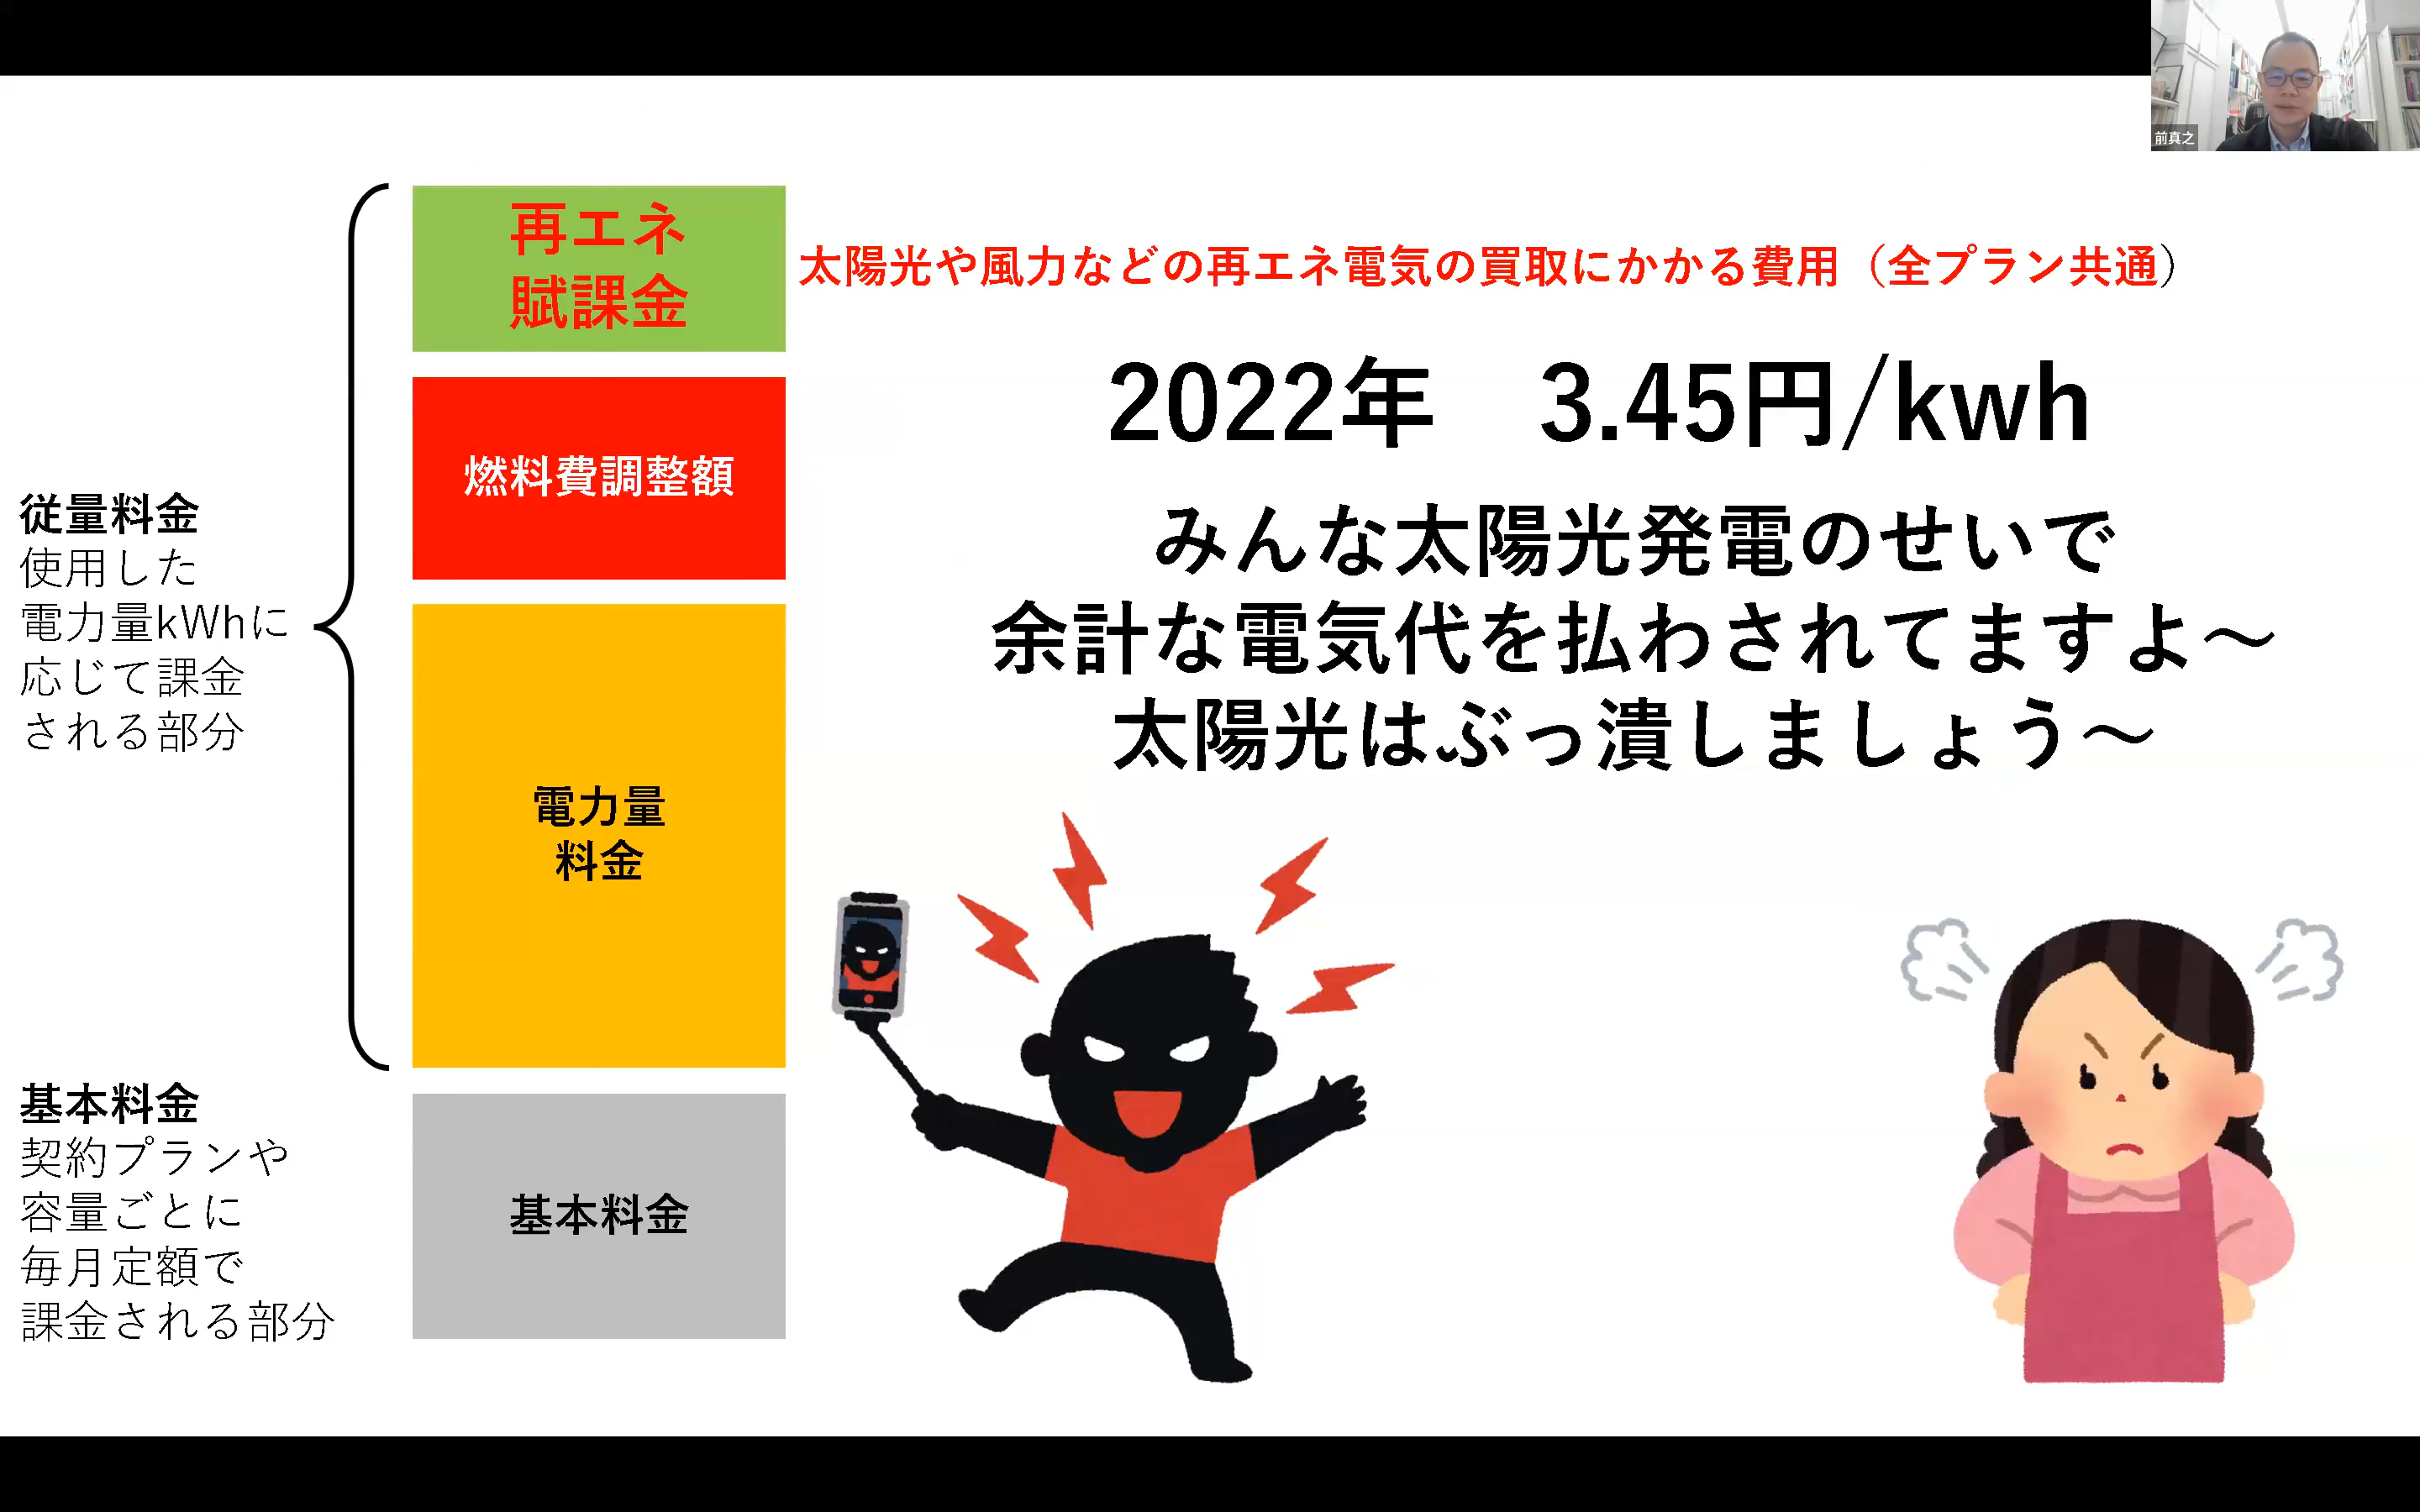 前真之
再エネ
賦課金
太陽光や風力などの再エネ電気の買取にかかる費用（全プラン共通）
2022年　3.45円/kwh
燃料費調整額
みんな太陽光発電のせいで
余計な電気代を払わされてますよ～
太陽光はぶっ潰しましょう～
従量料金
使用した
電力量kWhに
応じて課金
される部分
電力量
料金
基本料金
契約プランや
容量ごとに
毎月定額で
課金される部分
基本料金